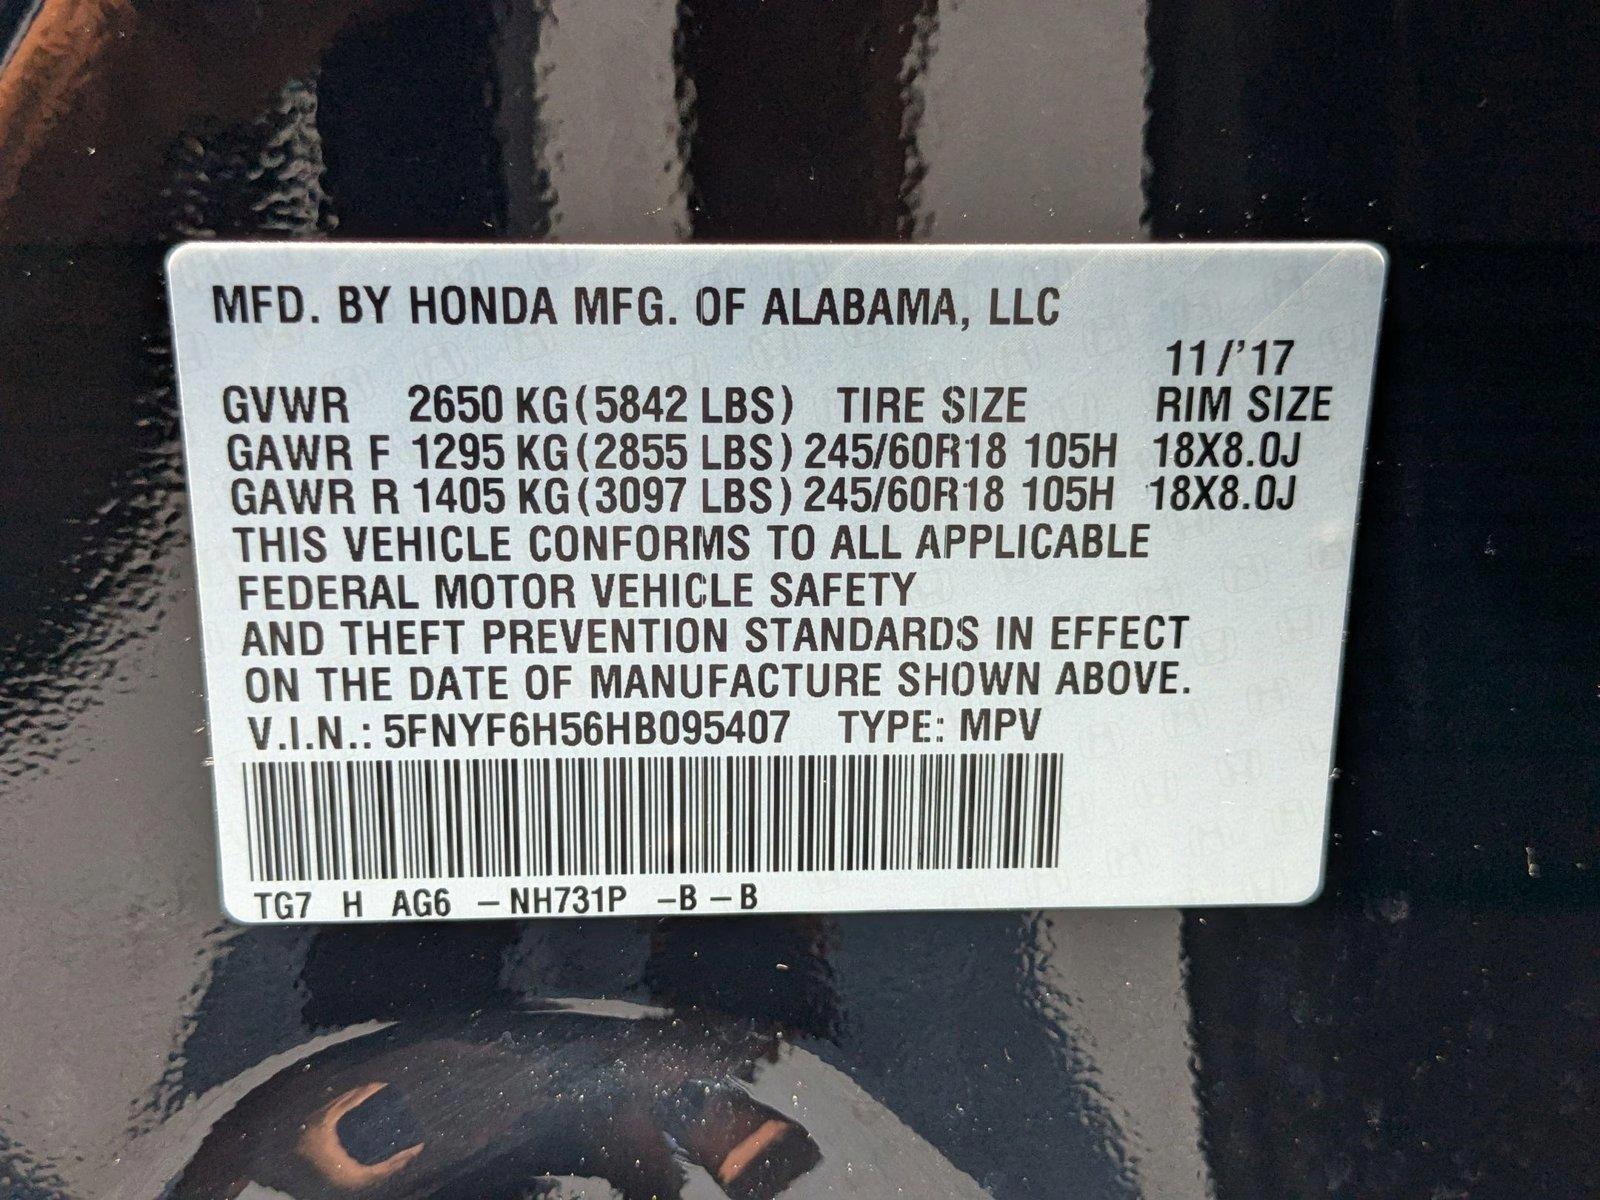 MFD. BY HONDA MFG. OF ALABAMA, LLC
11/'17
GVWR 2650 KG (5842 LBS) TIRE SIZE RIM SIZE
GAWR F 1295 KG (2855 LBS) 245/60R18 105H 18X8.0J
GAWR R 1405 KG (3097 LBS) 245/60R18 105H 18X8.0J
THIS VEHICLE CONFORMS TO ALL APPLICABLE
FEDERAL MOTOR VEHICLE SAFETY
AND THEFT PREVENTION STANDARDS IN EFFECT
ON THE DATE OF MANUFACTURE SHOWN ABOVE.
V.I.N.: 5FNYF6H56HB095407 TYPE: MPV
TG7 H AG6 – NH731P – B – B